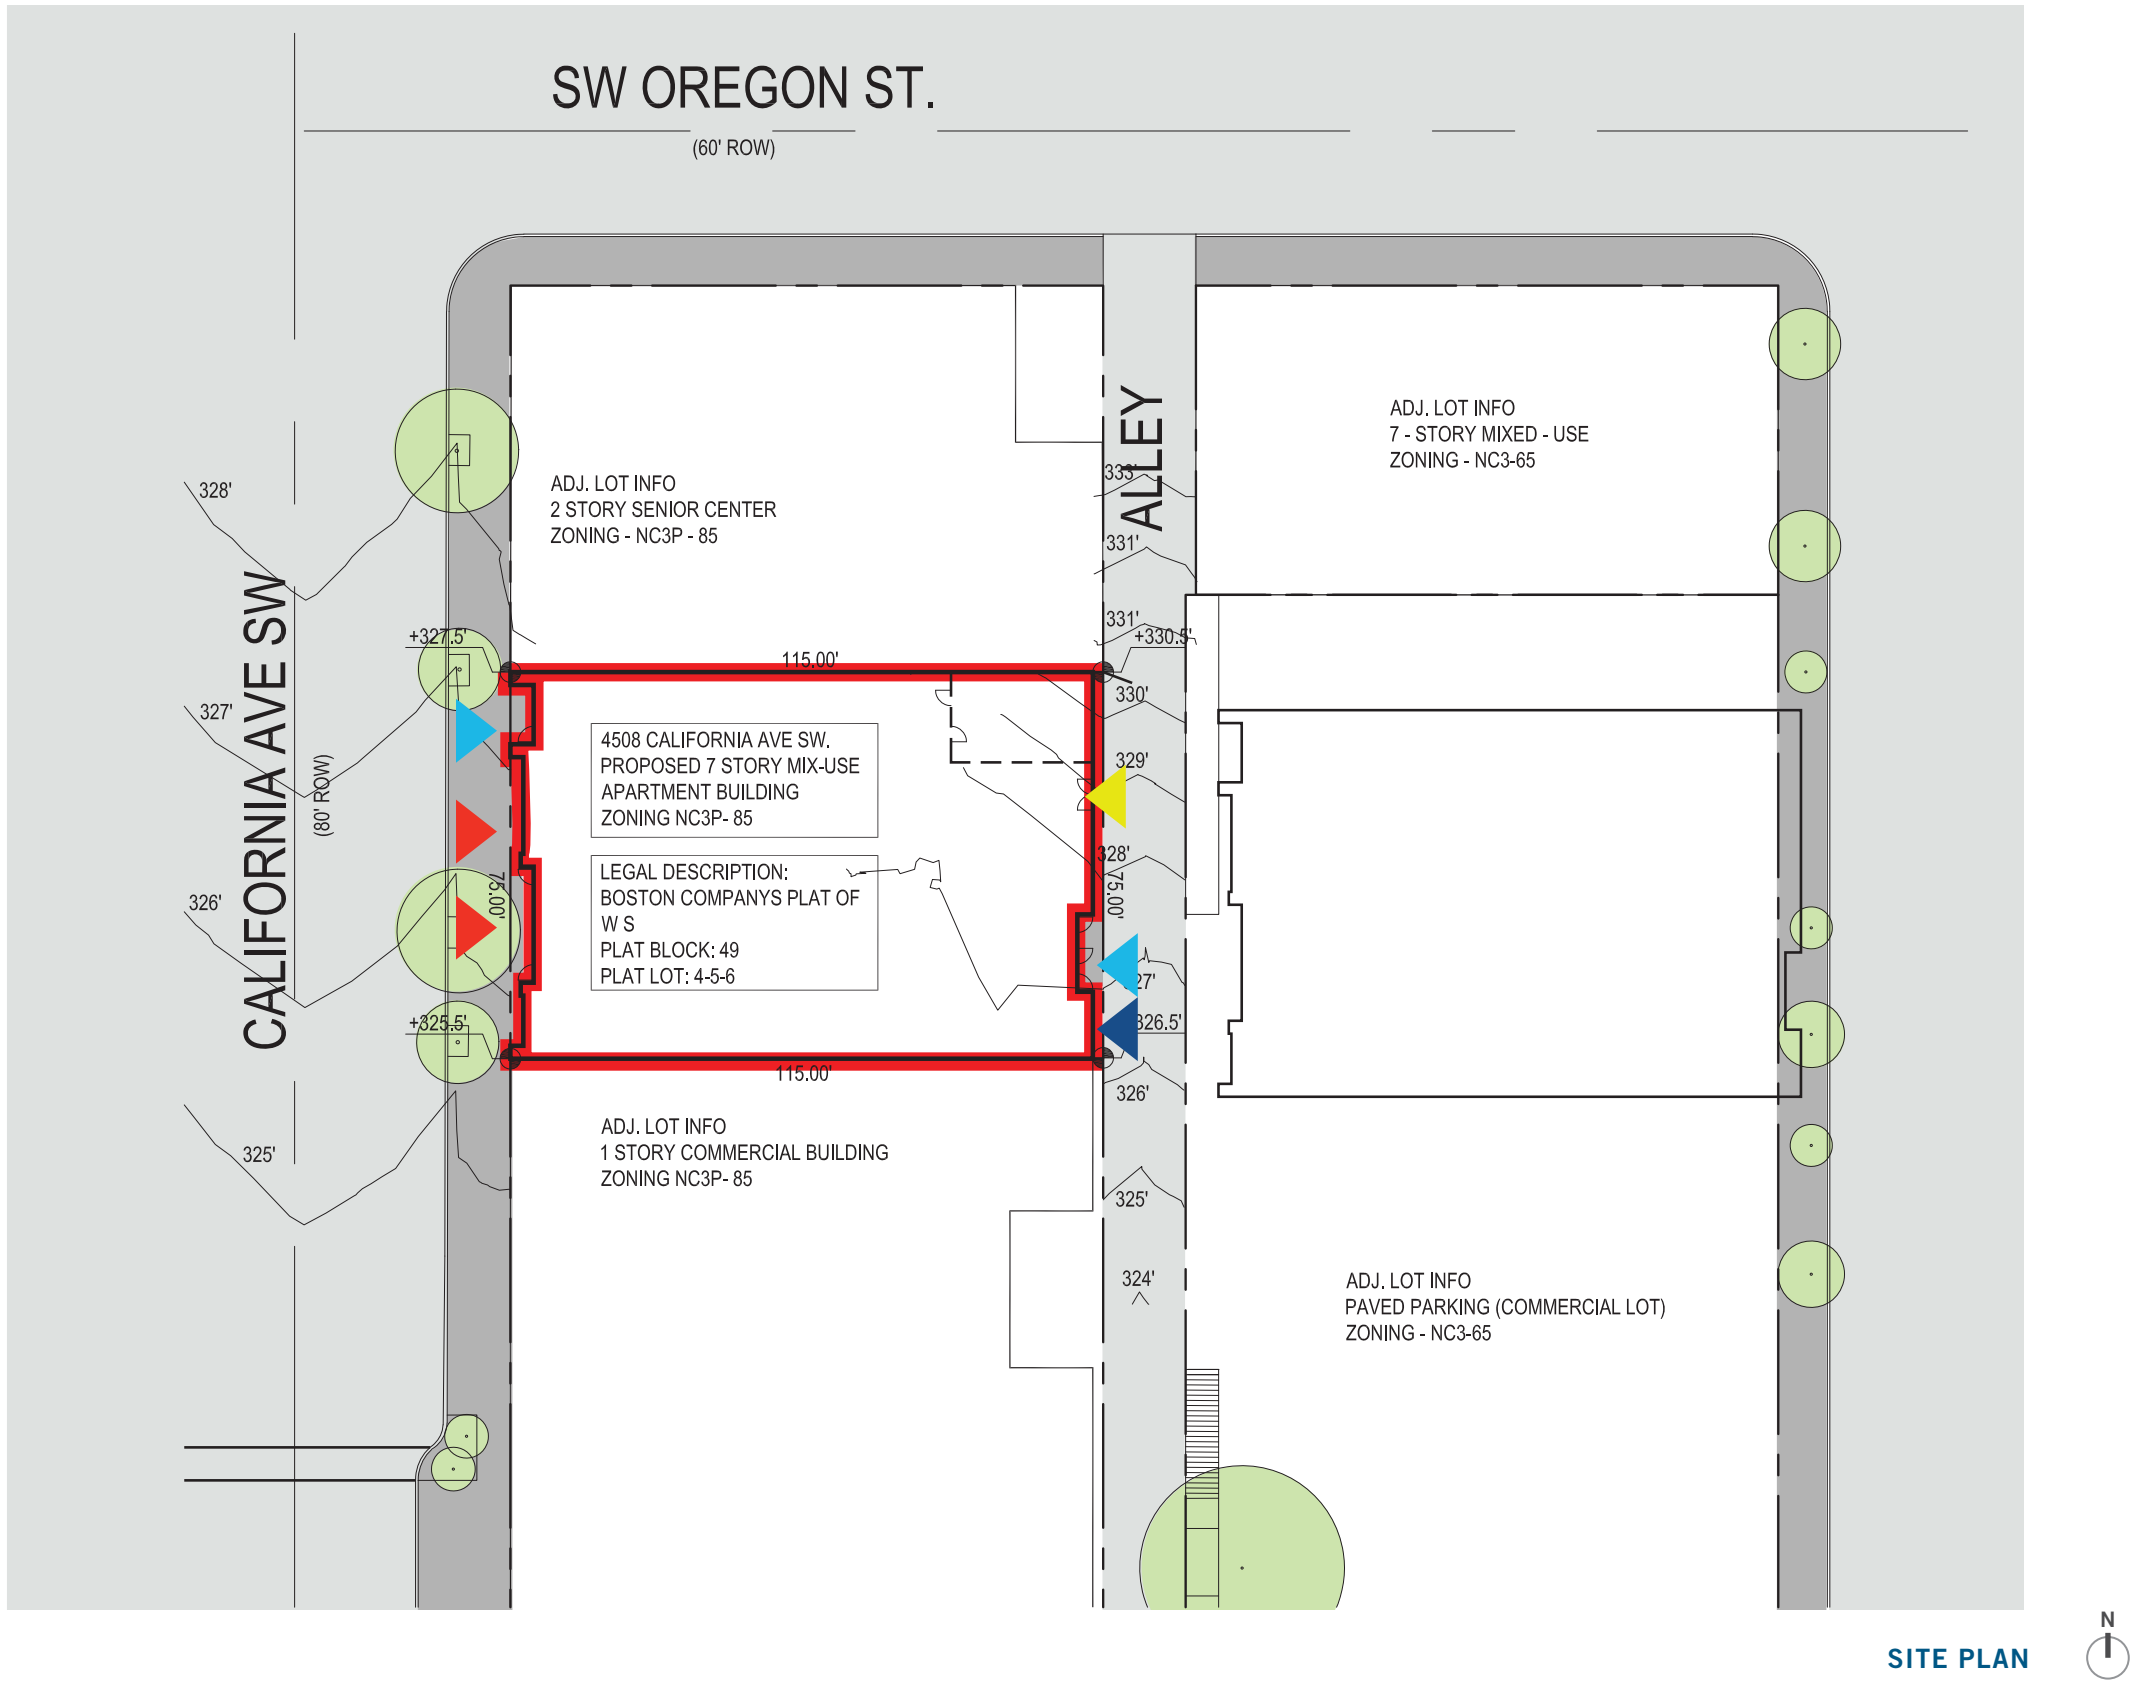 SW OREGON ST.
(60' ROW)
CALIFORNIA AVE SW
(80' ROW)
ALLEY
ADJ. LOT INFO
7 - STORY MIXED - USE
ZONING - NC3-65
ADJ. LOT INFO
2 STORY SENIOR CENTER
ZONING - NC3P - 85
328'
327'
326'
325'
+327.5'
+325.5'
333'
331'
331'
+330.5'
330'
329'
328'
327'
326.5'
326'
325'
324'
115.00'
75.00'
75.00'
115.00'
4508 CALIFORNIA AVE SW.
PROPOSED 7 STORY MIX-USE
APARTMENT BUILDING
ZONING NC3P- 85
LEGAL DESCRIPTION:
BOSTON COMPANYS PLAT OF
W S
PLAT BLOCK: 49
PLAT LOT: 4-5-6
ADJ. LOT INFO
1 STORY COMMERCIAL BUILDING
ZONING NC3P- 85
ADJ. LOT INFO
PAVED PARKING (COMMERCIAL LOT)
ZONING - NC3-65
N
SITE PLAN